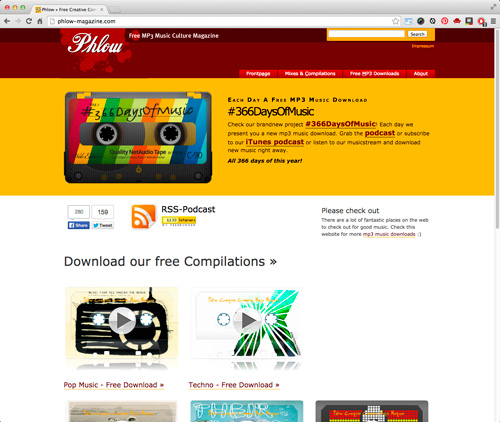 Phlow » Free Creative Com
phlow-magazine.com
Phlow
Free MP3 Music Culture Magazine
Search
Impressum
Frontpage
Mixes & Compilations
Free MP3 Downloads
About
#366DaysOfMusic
Quality NetAudio Tape
C-90
Each Day A Free MP3 Music Download
#366DaysOfMusic
Check our brandnew project #366DaysOfMusic! Each day we
present you a new mp3 music download. Grab the podcast or subscribe
to our iTunes podcast or listen to our musicstream and download
new music right away.
All 366 days of this year!
280
159
Share
Tweet
RSS-Podcast
Please check out
There are a lot of fantastic places on the web
to check out for good music. Check this
website for more mp3 music downloads :)
Download our free Compilations »
Pop Music - Free Download »
Techno - Free Download »